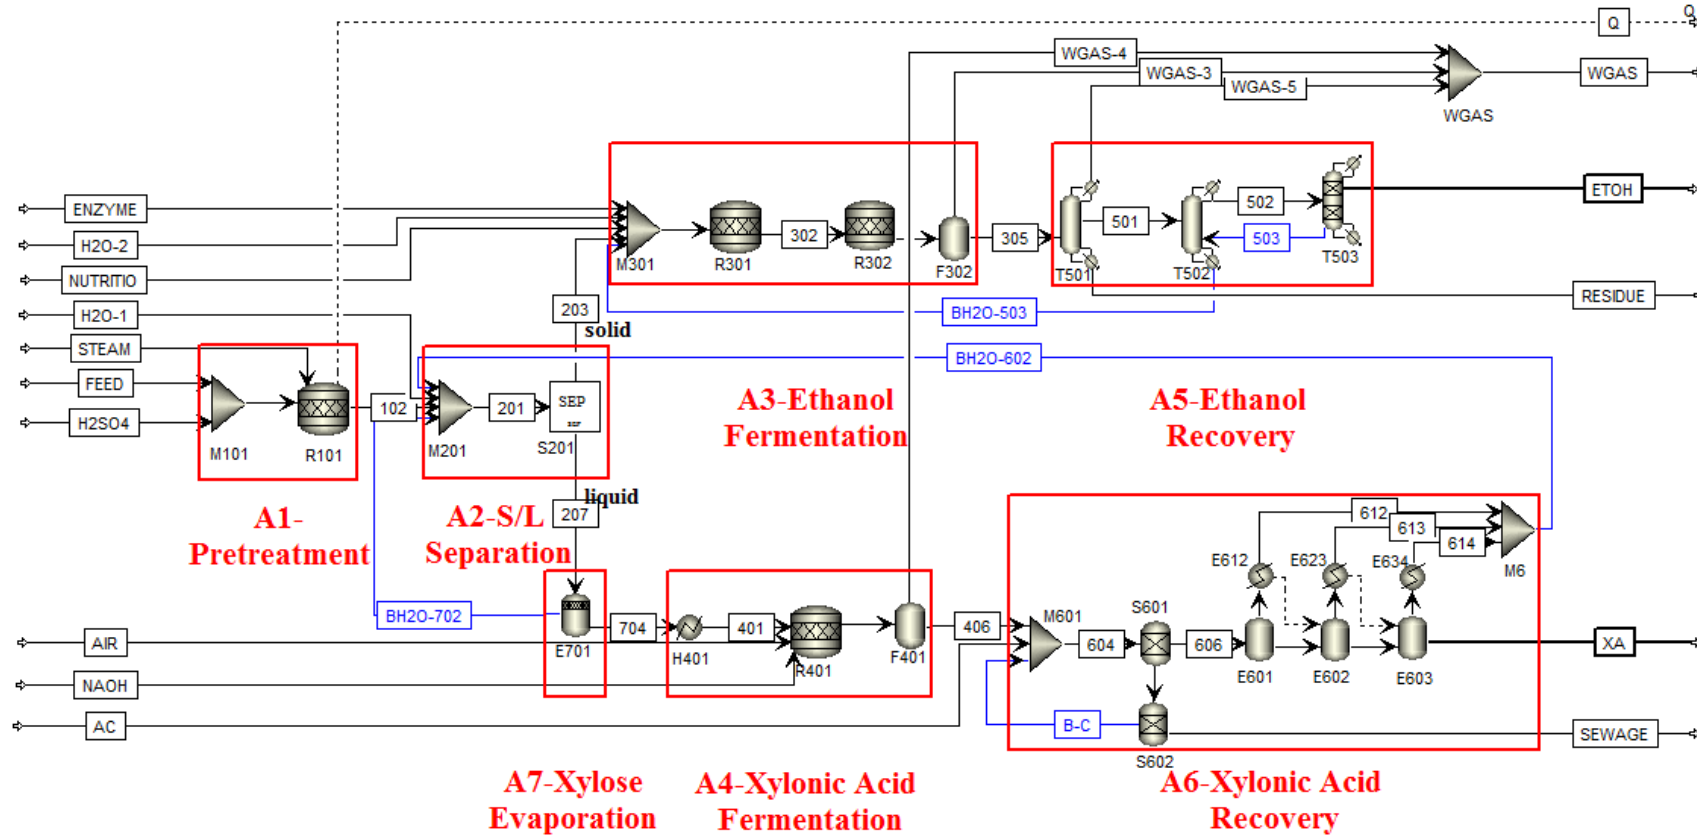 Q
Q
WGAS-4
WGAS-3
WGAS
WGAS-5
WGAS
ENZYME
H2O-2
NUTRITIO
H2O-1
STEAM
FEED
H2SO4
M301
R301
302
R302
F302
305
T501
501
T502
502
503
T503
ETOH
RESIDUE
203
solid
BH2O-503
BH2O-602
M101
R101
102
M201
201
SEP
S201
A3-Ethanol
Fermentation
A5-Ethanol
Recovery
A1-
Pretreatment
A2-S/L
Separation
liquid
207
612
613
614
E612
E623
E634
M6
BH2O-702
E701
704
H401
401
R401
F401
406
M601
604
S601
606
E601
E602
E603
XA
AIR
NAOH
AC
B-C
S602
SEWAGE
A7-Xylose
Evaporation
A4-Xylonic Acid
Fermentation
A6-Xylonic Acid
Recovery